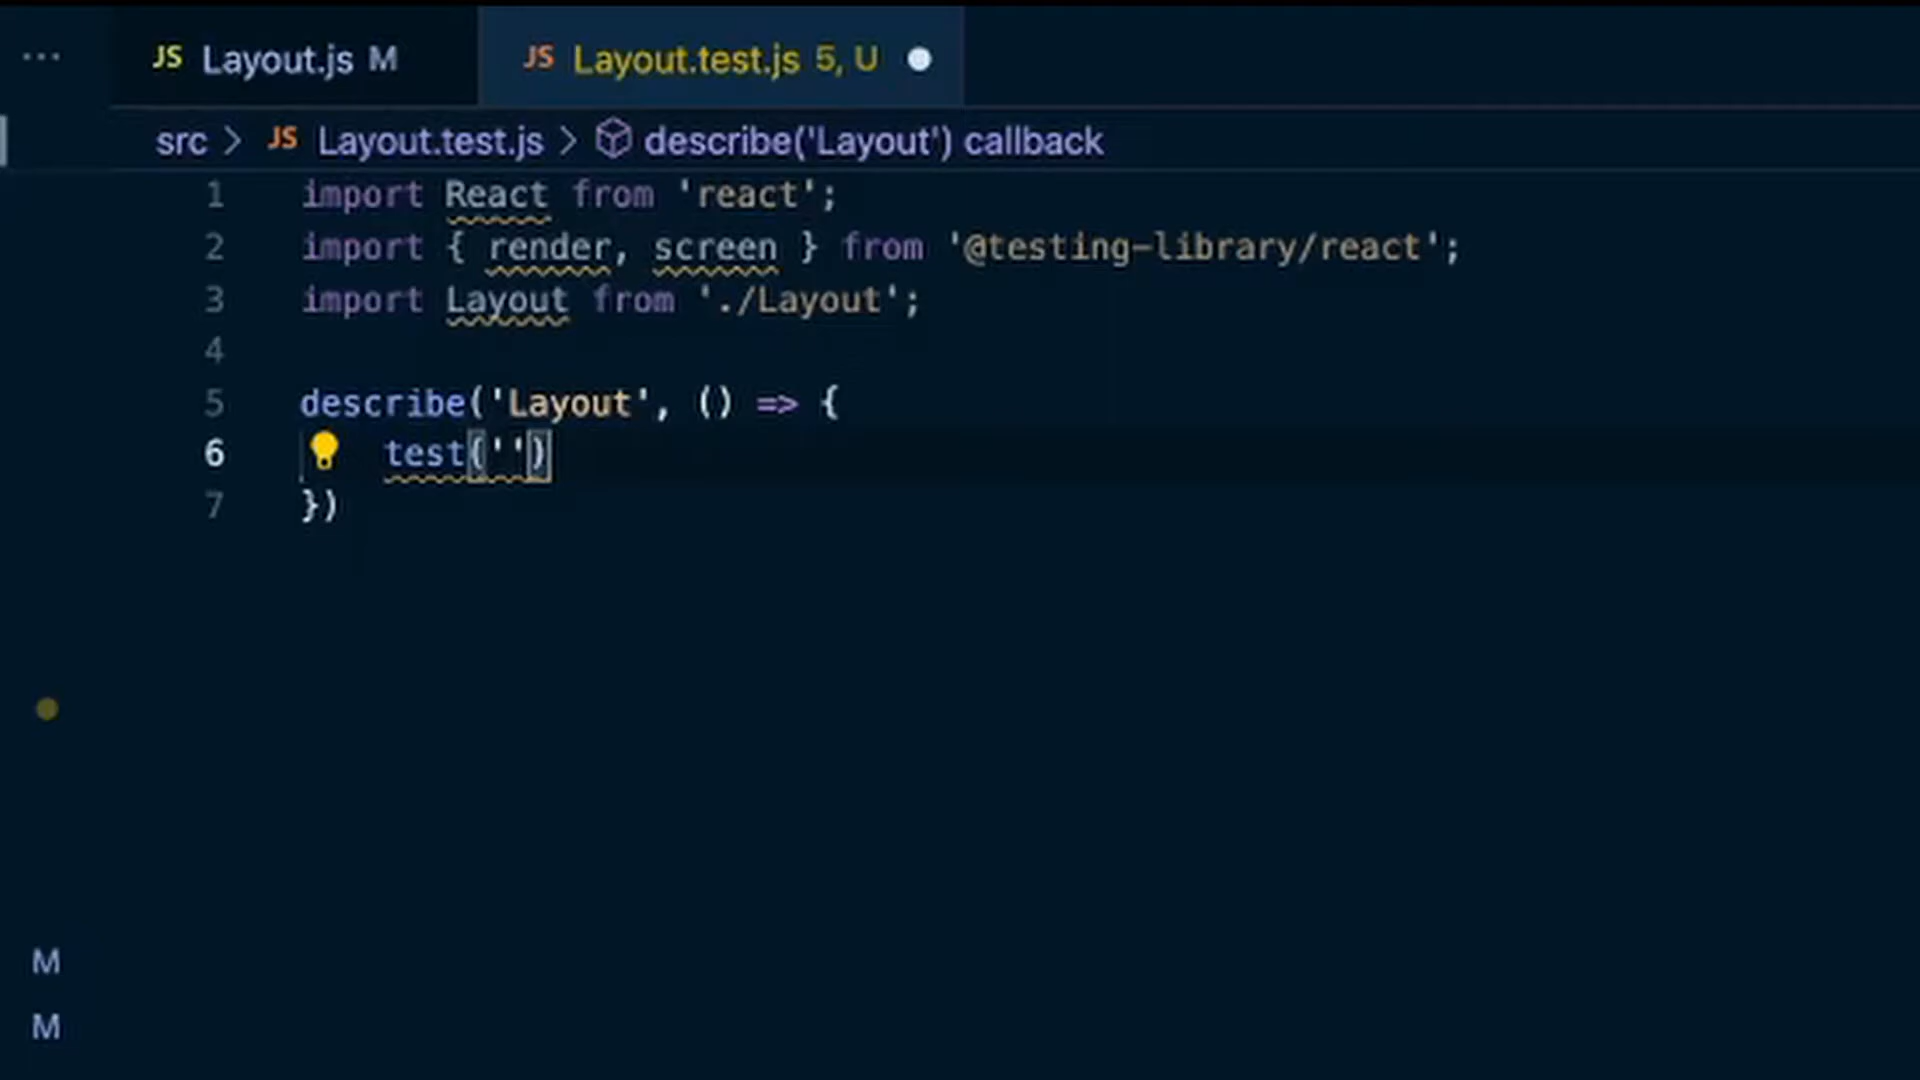 ... JS Layout.js M JS Layout.test.js 5, U
src > JS Layout.test.js > describe('Layout') callback
1 import React from 'react';
2 import { render, screen } from '@testing-library/react';
3 import Layout from './Layout';
4
5 describe('Layout', () => {
6 test('')
7 })
M
M